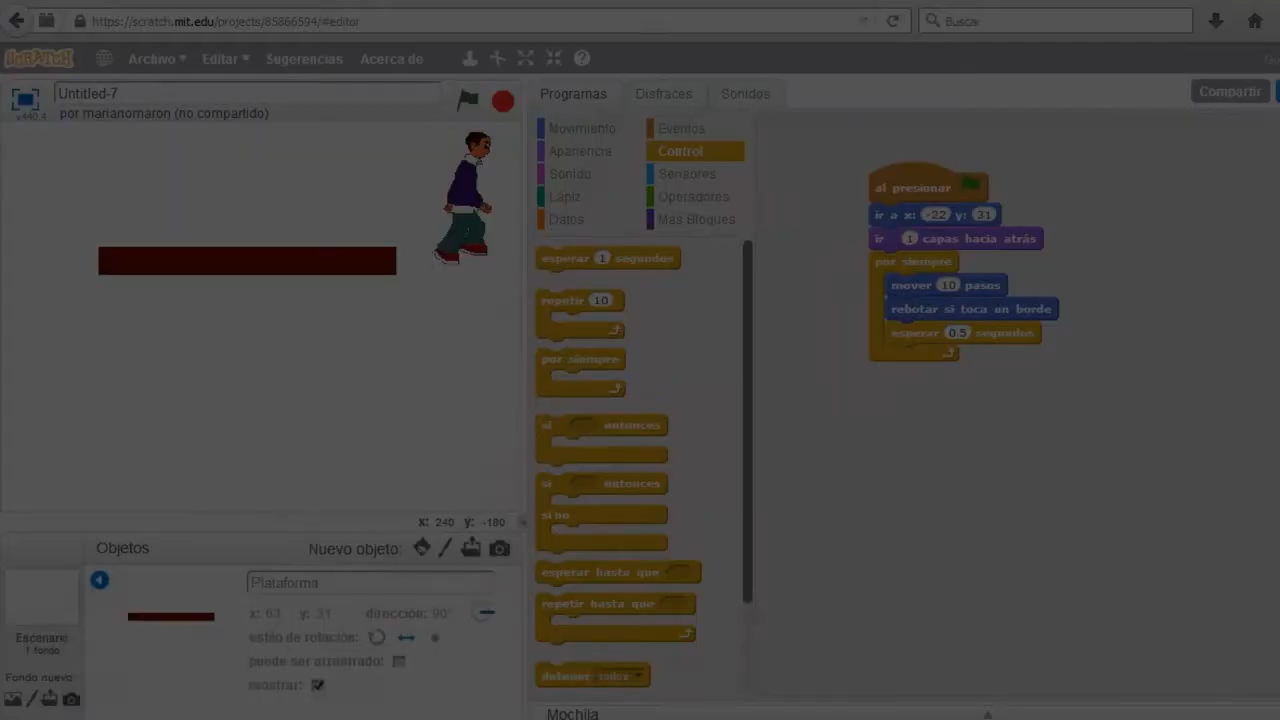 https://scratch.mit.edu/projects/85866594/#editor
Buscar
SCRATCH
Archivo
Editar
Sugerencias
Acerca de
Untitled-7
por marianomaron (no compartido)
v440.4
Programas
Disfraces
Sonidos
Compartir
Movimiento
Eventos
Apariencia
Control
Sonido
Sensores
Lápiz
Operadores
Datos
Más Bloques
esperar 1 segundos
repetir 10
por siempre
si entonces
si entonces
si no
esperar hasta que
repetir hasta que
detener todos
al presionar
ir a x: -22 y: 31
ir 1 capas hacia atrás
por siempre
mover 10 pasos
rebotar si toca un borde
esperar 0.5 segundos
x: 240 y: -180
Objetos
Nuevo objeto:
Plataforma
x: 63 y: 31 dirección: 90°
estilo de rotación:
puede ser arrastrado:
mostrar:
Escenario
1 fondo
Fondo nuevo:
Mochila